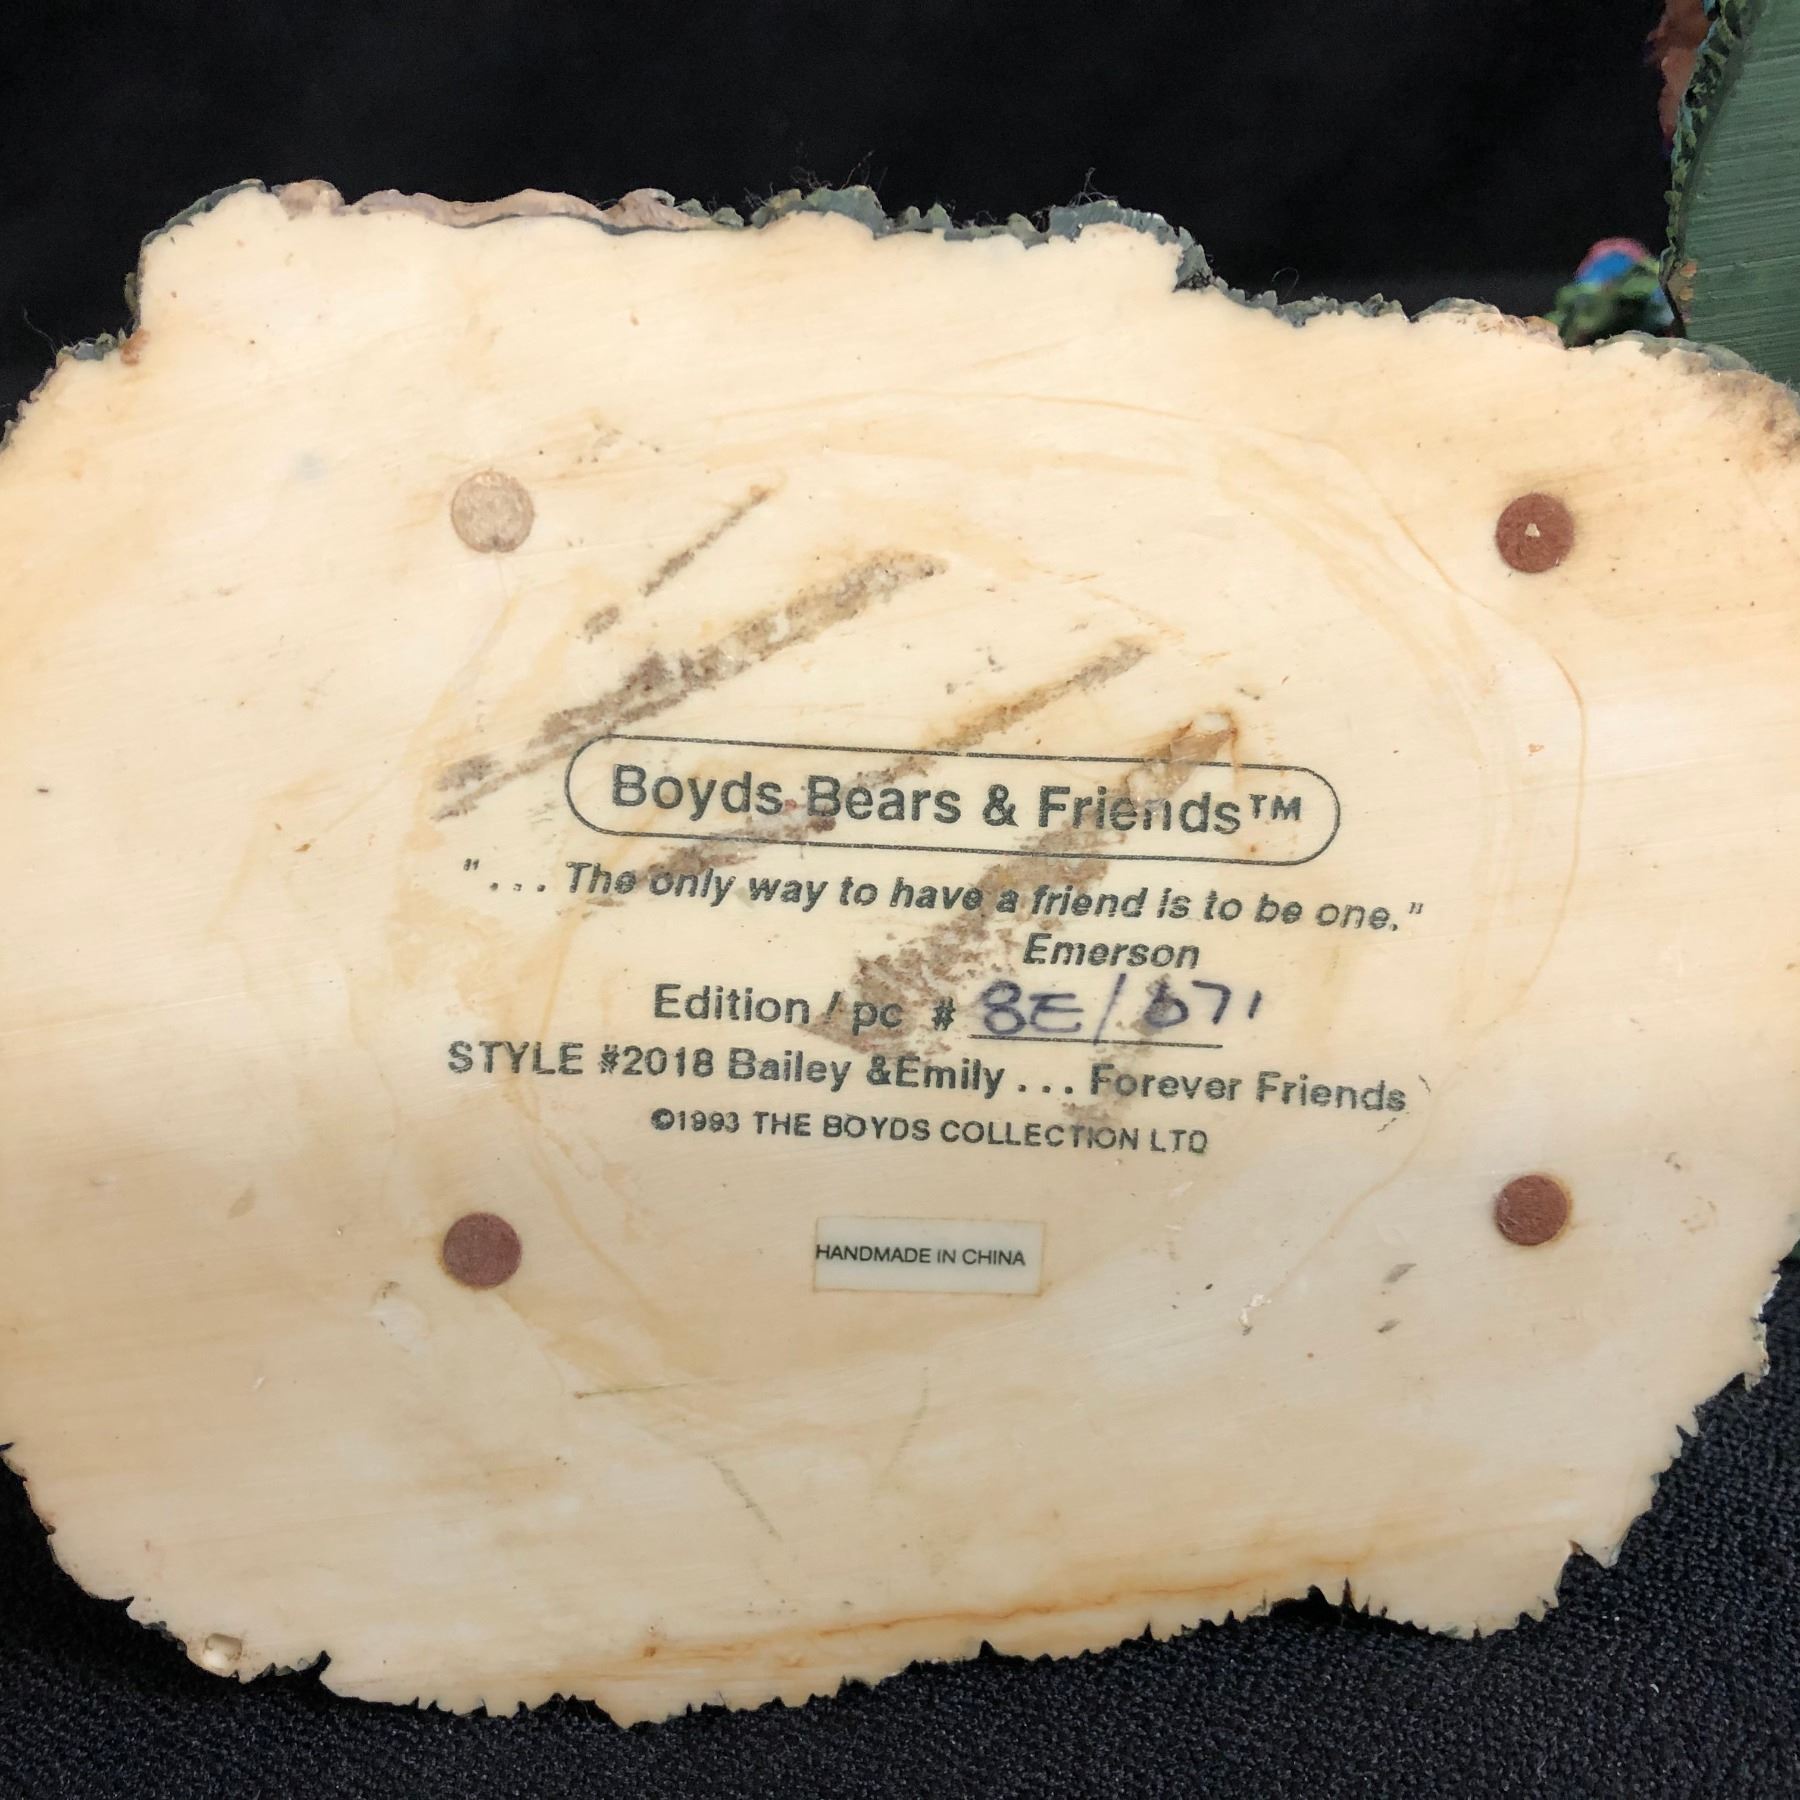 Boyds Bears & Friends™
"... The only way to have a friend is to be one."
Emerson
Edition / pc # 8E/671
STYLE #2018 Bailey &Emily ... Forever Friends
©1993 THE BOYDS COLLECTION LTD
HANDMADE IN CHINA